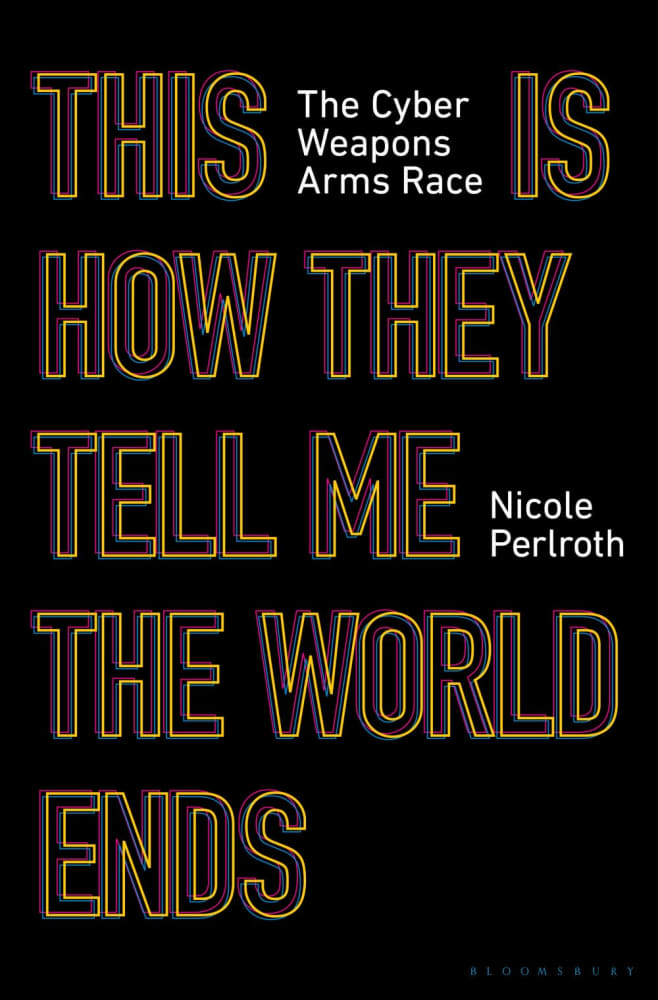 THIS IS
The Cyber
Weapons
Arms Race
HOW THEY
TELL ME
Nicole
Perlroth
THE WORLD
ENDS
BLOOMSBURY